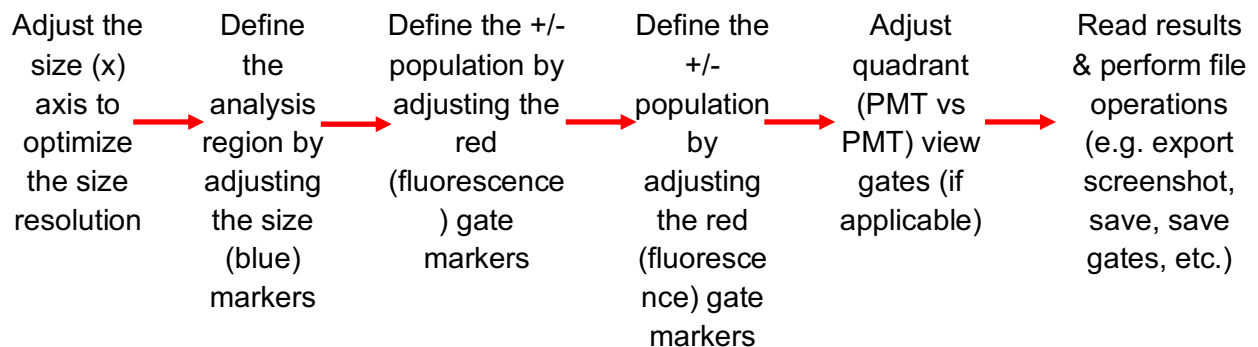 Adjust the
size (x)
axis to
optimize
the size
resolution
Define
the
analysis
region by
adjusting
the size
(blue)
markers
Define the +/-
population by
adjusting the
red
(fluorescence
) gate
markers
Define the
+/-
population
by
adjusting
the red
(fluoresce
nce) gate
markers
Adjust
quadrant
(PMT vs
PMT) view
gates (if
applicable)
Read results
& perform file
operations
(e.g. export
screenshot,
save, save
gates, etc.)